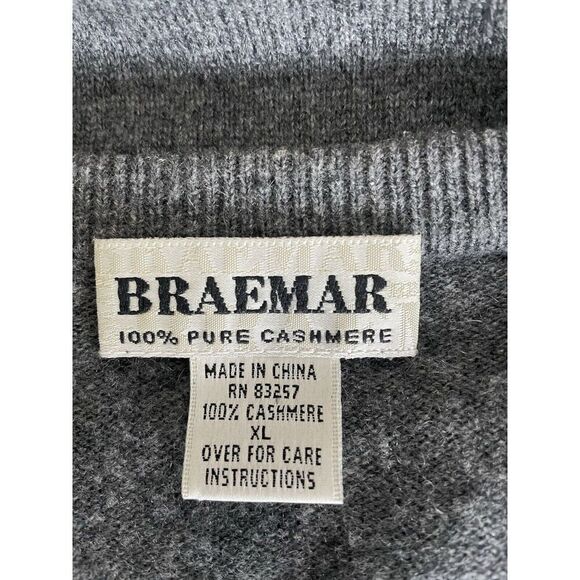 BRAEMAR
100% PURE CASHMERE
MADE IN CHINA
RN 83257
100% CASHMERE
XL
OVER FOR CARE
INSTRUCTIONS